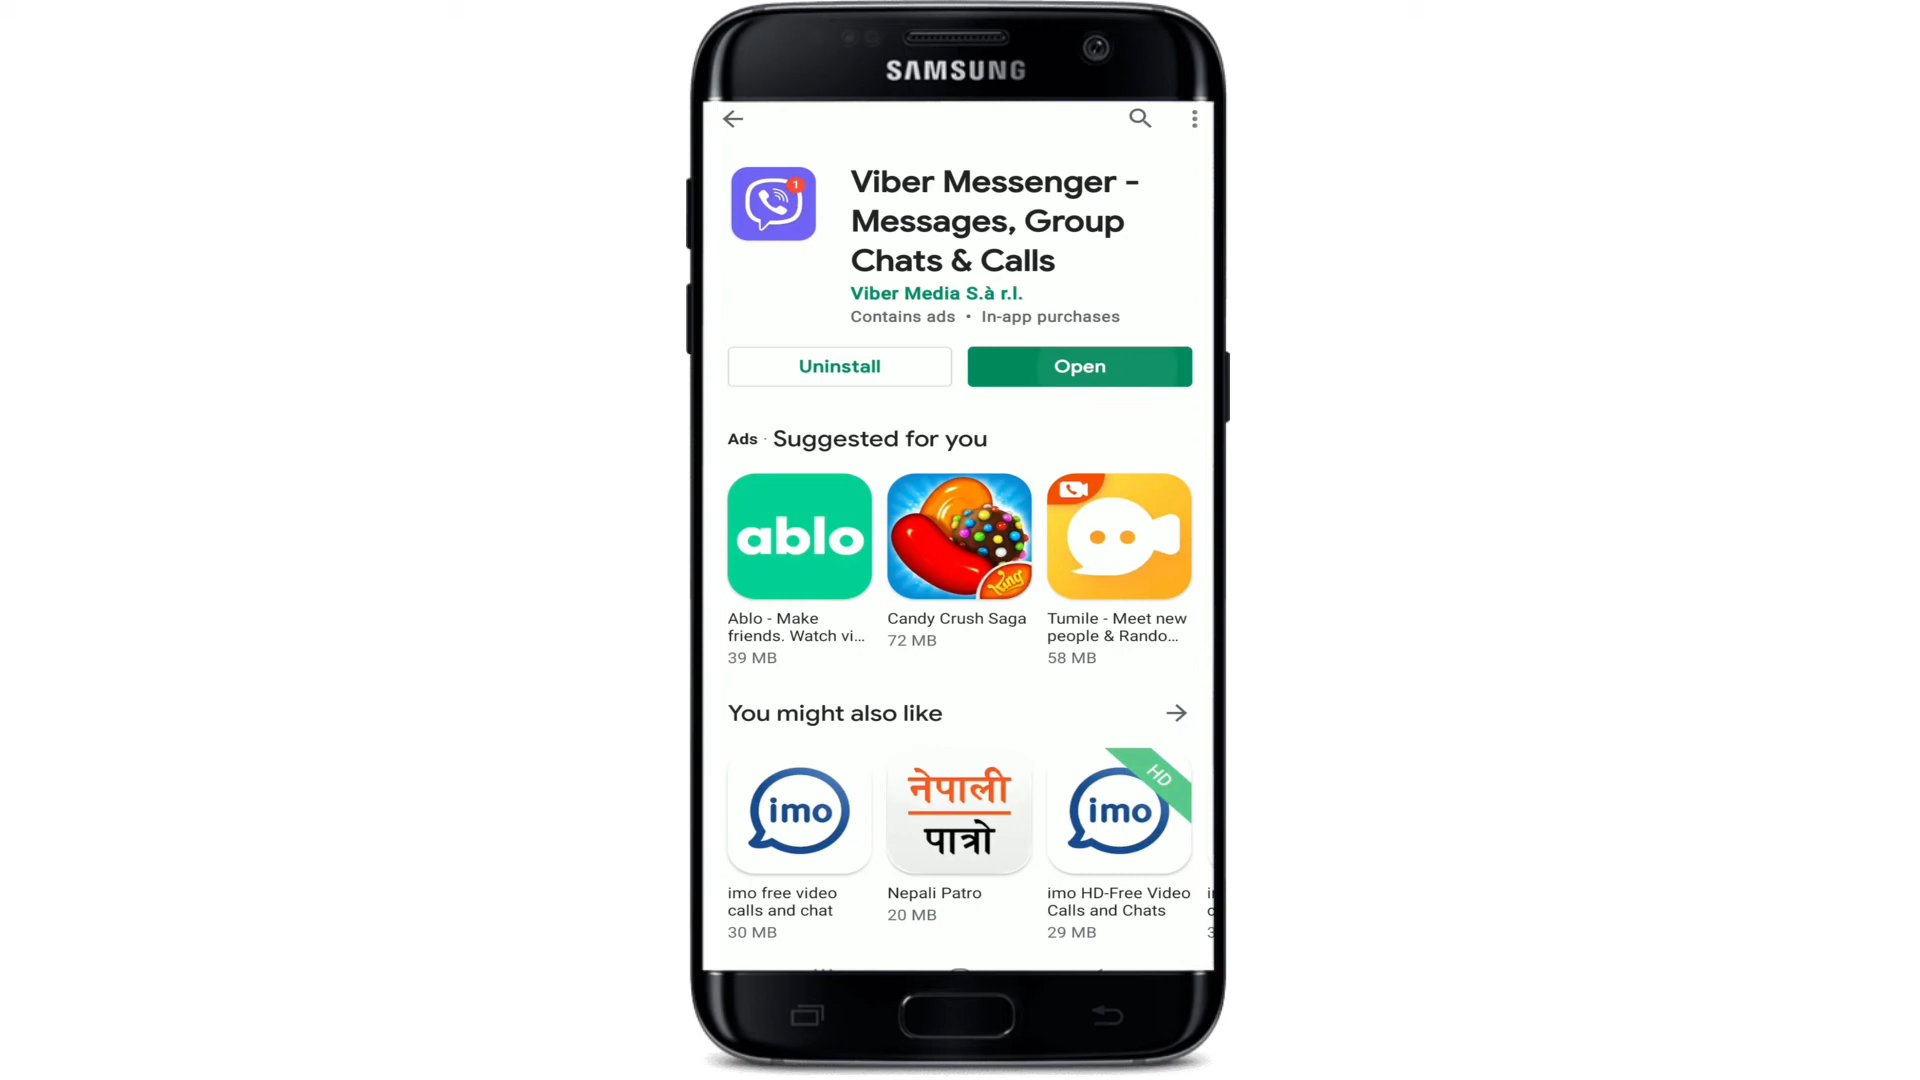 SAMSUNG
1
Viber Messenger -
Messages, Group
Chats & Calls
Viber Media S.à r.l.
Contains ads • In-app purchases
Uninstall
Open
Ads · Suggested for you
ablo
King
Ablo - Make
friends. Watch vi...
39 MB
Candy Crush Saga
72 MB
Tumile - Meet new
people & Rando...
58 MB
You might also like
imo
नेपाली
पात्रो
imo
HD
imo free video
calls and chat
30 MB
Nepali Patro
20 MB
imo HD-Free Video
Calls and Chats
29 MB